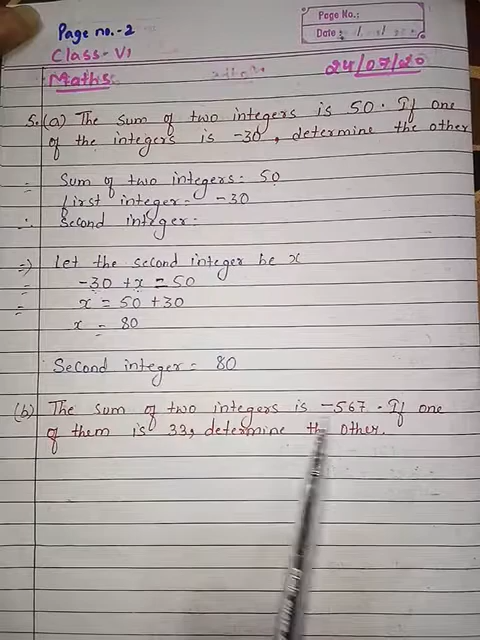 Page no.-2
Page No.:
Date:
Class-VI
Maths
24/07/20
5.(a) The sum of two integers is 50. If one
of the integers is -30, determine the other
= Sum of two integers= 50
First integer= -30
∴ Second integer=
=) Let the second integer be x
= -30 + x = 50
= x = 50 + 30
x = 80
Second integer= 80
(b) The sum of two integers is -567. If one
of them is 33, determine the other.